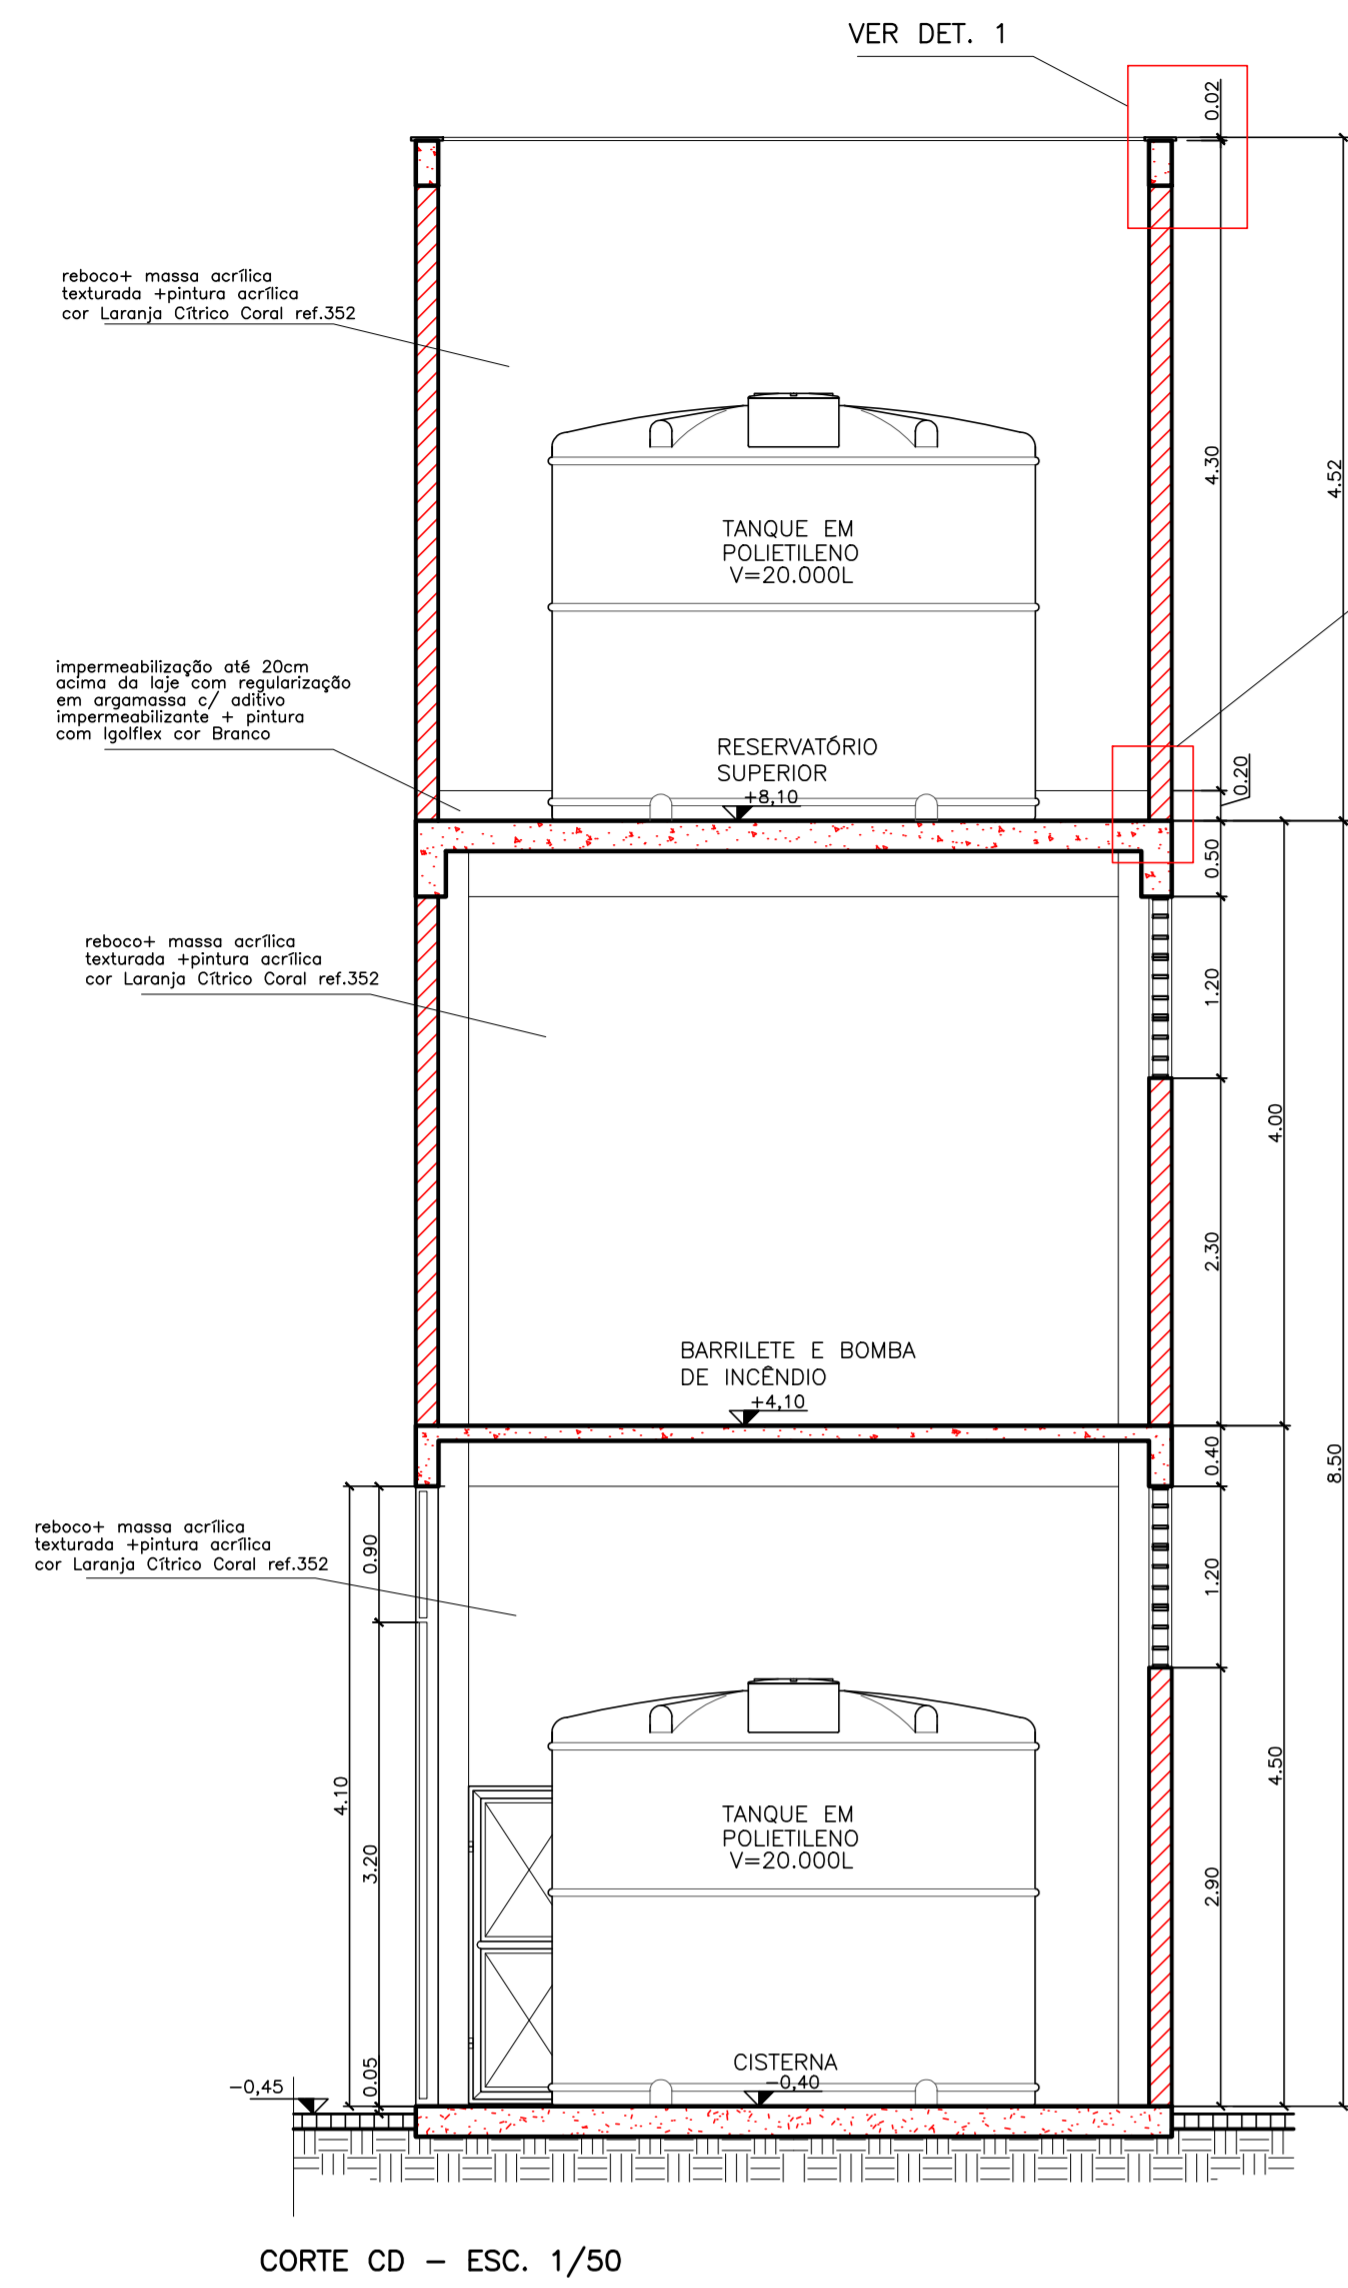 VER DET. 1
0.02
reboco+ massa acrílica
texturada +pintura acrílica
cor Laranja Cítrico Coral ref.352
4.30
4.52
TANQUE EM
POLIETILENO
V=20.000L
impermeabilização até 20cm
acima da laje com regularização
em argamassa c/ aditivo
impermeabilizante + pintura
com Igolflex cor Branco
RESERVATÓRIO
SUPERIOR
+8,10
0.20
0.50
reboco+ massa acrílica
texturada +pintura acrílica
cor Laranja Cítrico Coral ref.352
1.20
4.00
2.30
BARRILETE E BOMBA
DE INCÊNDIO
+4,10
0.40
8.50
reboco+ massa acrílica
texturada +pintura acrílica
cor Laranja Cítrico Coral ref.352
0.90
1.20
4.10
3.20
4.50
TANQUE EM
POLIETILENO
V=20.000L
2.90
CISTERNA
-0,40
0.05
-0,45
CORTE CD - ESC. 1/50